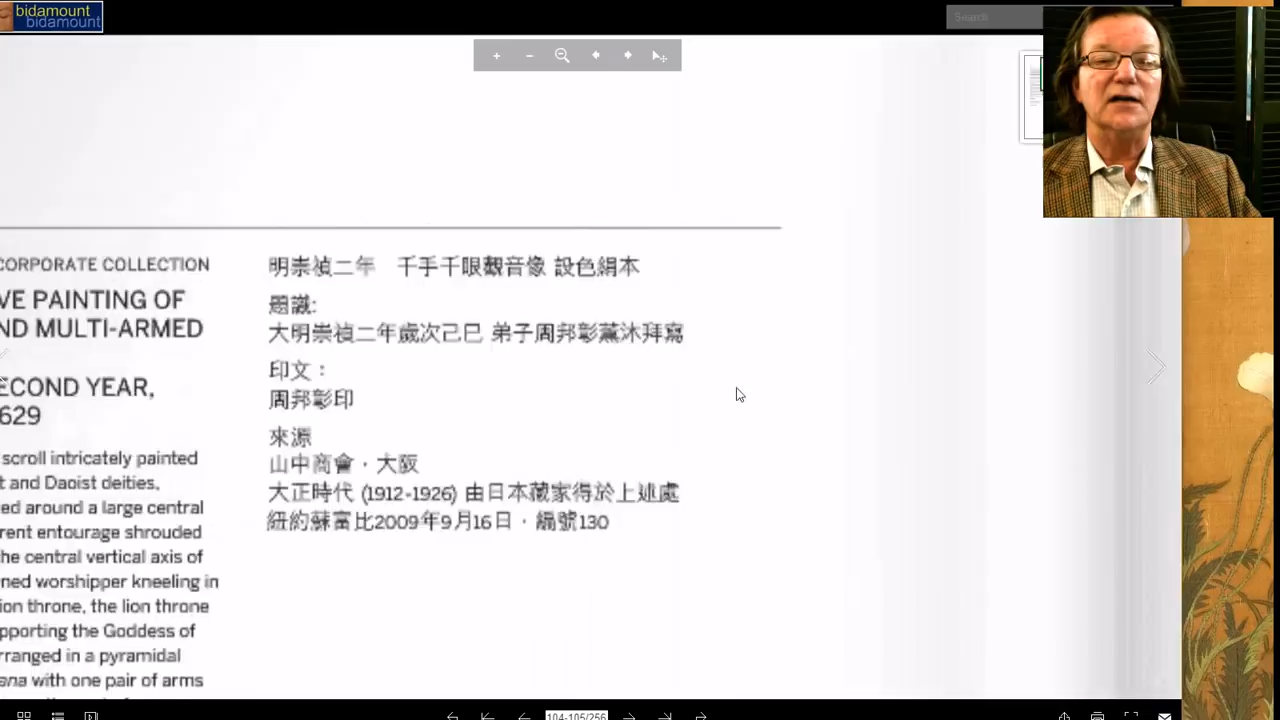 bidamount
bidamount
Search
CORPORATE COLLECTION
VE PAINTING OF
ND MULTI-ARMED
ECOND YEAR,
629
scroll intricately painted
t and Daoist deities,
ed around a large central
rent entourage shrouded
he central vertical axis of
ned worshipper kneeling in
ion throne, the lion throne
pporting the Goddess of
rranged in a pyramidal
ana with one pair of arms
明崇禎二年 千手千眼觀音像 設色絹本
題識:
大明崇禎二年歲次己巳 弟子周邦彰薰沐拜寫
印文：
周邦彰印
來源
山中商會，大阪
大正時代 (1912-1926) 由日本藏家得於上述處
紐約蘇富比2009年9月16日，編號130
104-105/256